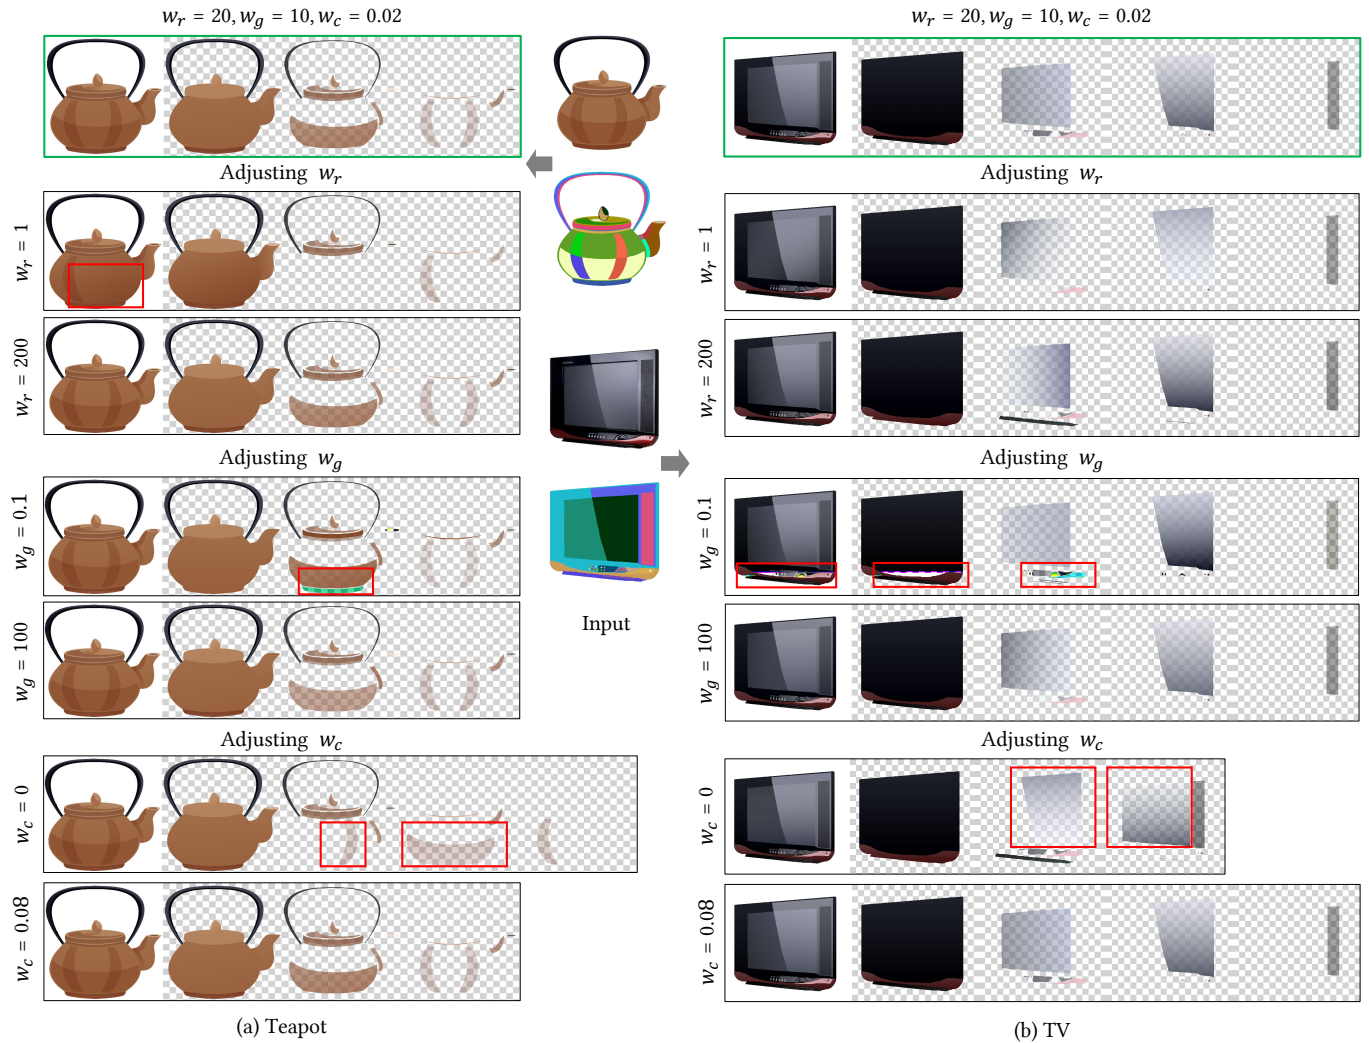 w_r = 20, w_g = 10, w_c = 0.02
w_r = 20, w_g = 10, w_c = 0.02
Adjusting w_r
Adjusting w_r
w_r = 1
w_r = 1
w_r = 200
w_r = 200
Adjusting w_g
Adjusting w_g
w_g = 0.1
w_g = 0.1
w_g = 100
w_g = 100
Input
Adjusting w_c
Adjusting w_c
w_c = 0
w_c = 0
w_c = 0.08
w_c = 0.08
(a) Teapot
(b) TV